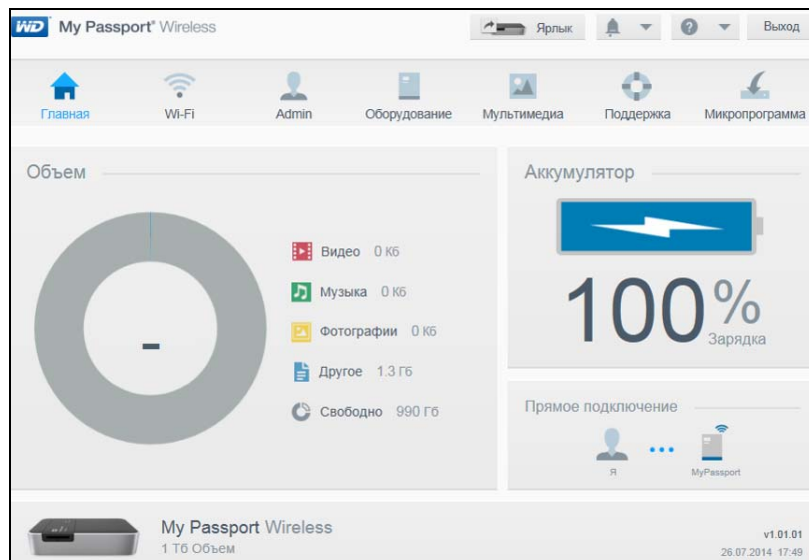 WD My Passport® Wireless
Ярлык
Выход
Главная
Wi-Fi
Admin
Оборудование
Мультимедиа
Поддержка
Микропрограмма
Объем
Видео 0 Кб
Музыка 0 Кб
Фотографии 0 Кб
Другое 1.3 Гб
Свободно 990 Гб
-
Аккумулятор
100%
Зарядка
Прямое подключение
Я
MyPassport
My Passport Wireless
1 Тб Объем
v1.01.01
26.07.2014 17:49